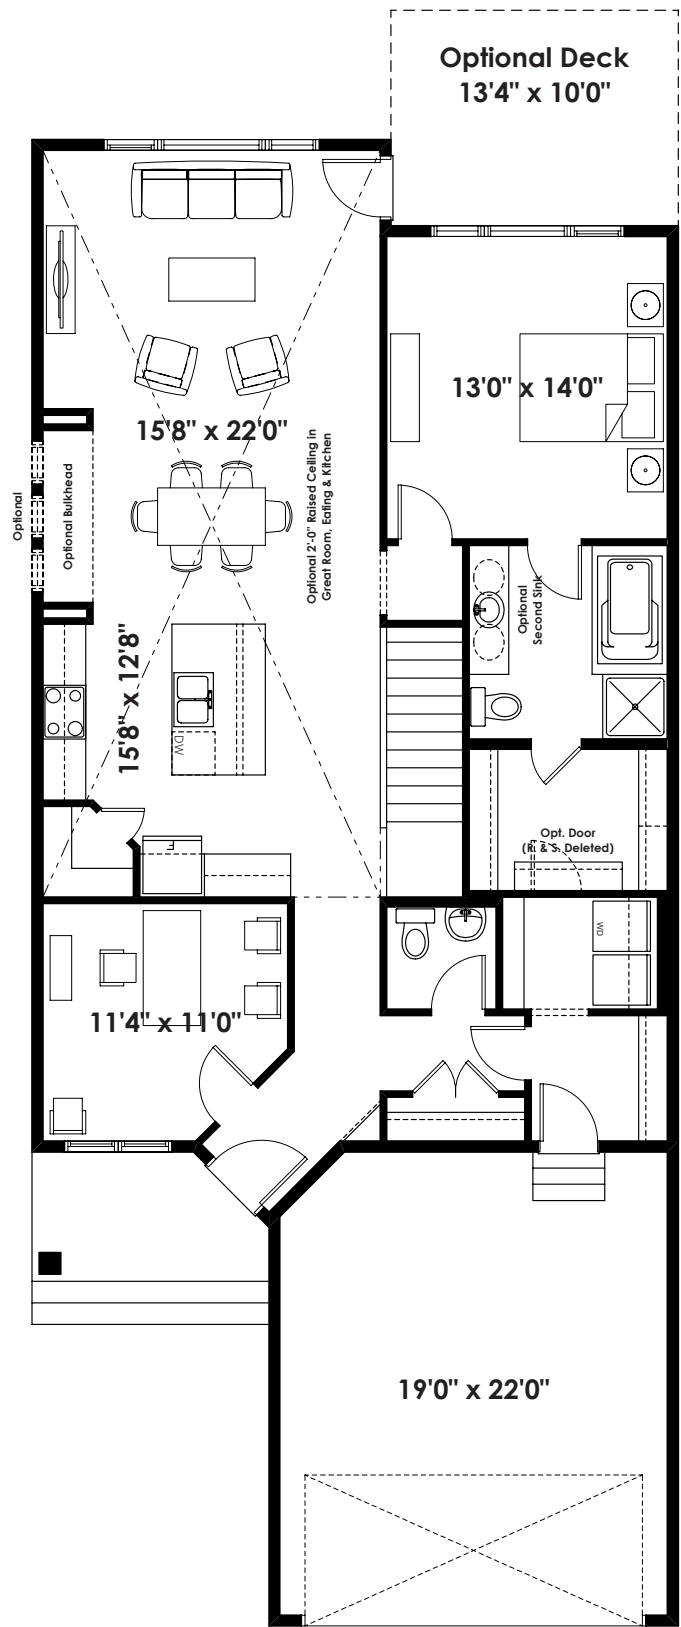 Optional Deck
13'4" x 10'0"
13'0" x 14'0"
15'8" x 22'0"
Optional 2'-0" Raised Ceiling in
Great Room, Eating & Kitchen
Optional
Optional Bulkhead
Optional
Second Sink
15'8" x 12'8"
DW
Opt. Door
(R. & S. Deleted)
F
WD
11'4" x 11'0"
19'0" x 22'0"